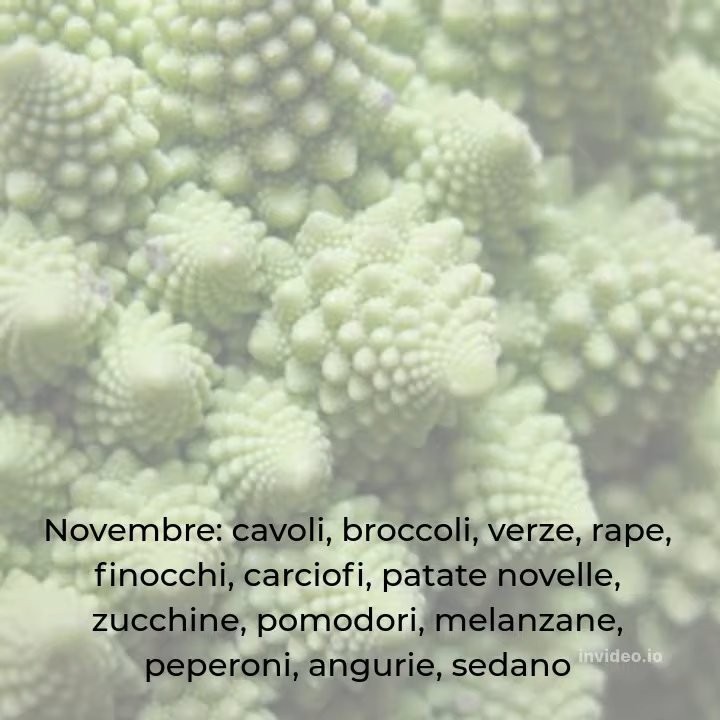 Novembre: cavoli, broccoli, verze, rape,
finocchi, carciofi, patate novelle,
zucchine, pomodori, melanzane,
peperoni, angurie, sedano
invideo.io